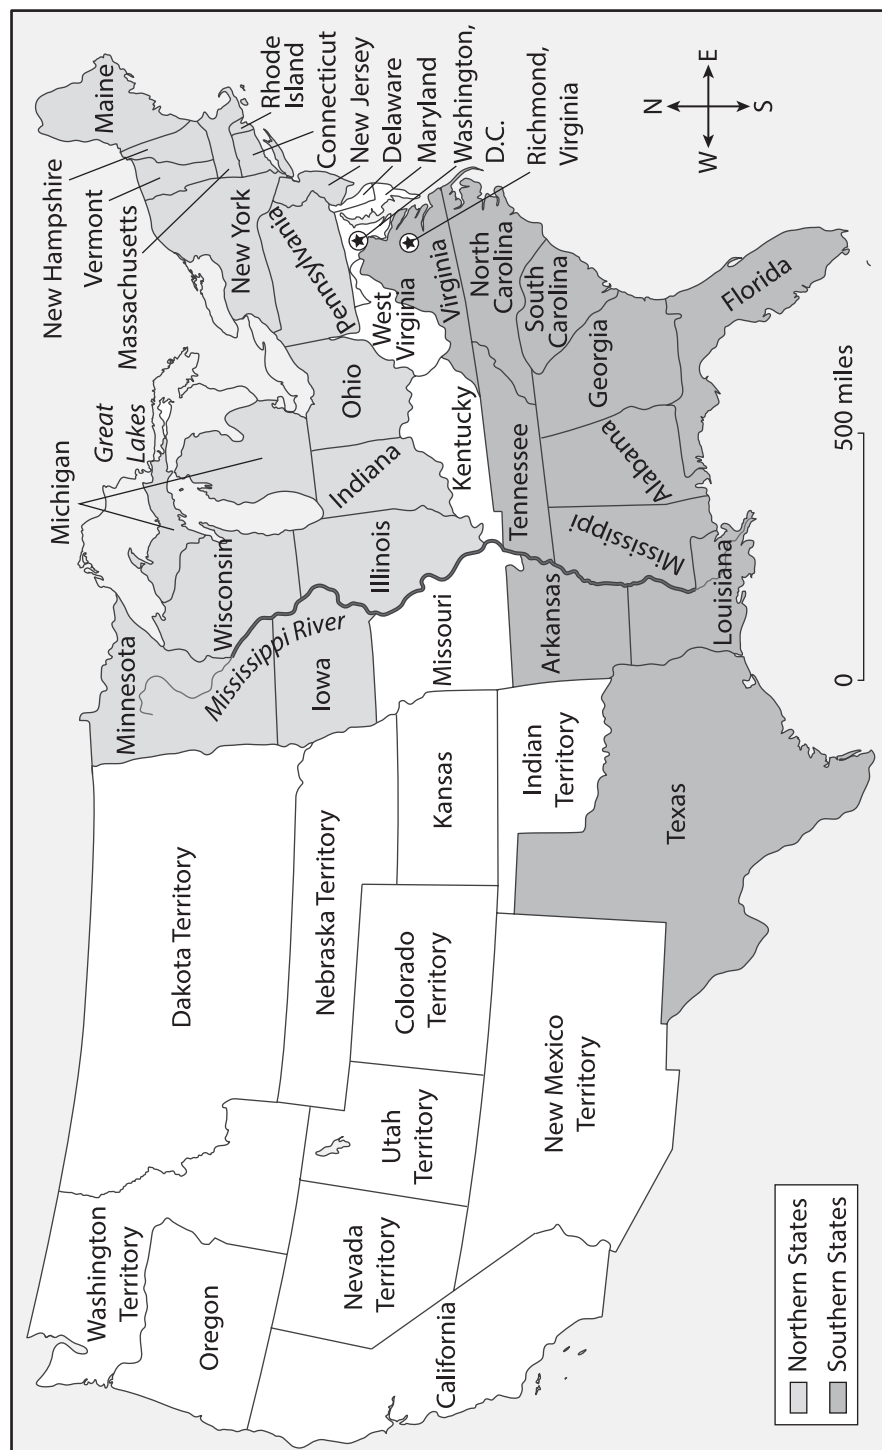 Washington
Territory
Oregon
California
Nevada
Territory
Utah
Territory
Dakota Territory
Nebraska Territory
Colorado
Territory
New Mexico
Territory
Kansas
Indian
Territory
Texas
Minnesota
Iowa
Missouri
Arkansas
Louisiana
Mississippi River
Wisconsin
Illinois
Michigan
Great
Lakes
Indiana
Ohio
Kentucky
Tennessee
Mississippi
Alabama
Georgia
Florida
South
Carolina
North
Carolina
Virginia
West
Virginia
Pennsylvania
New York
Maine
New Hampshire
Vermont
Massachusetts
Rhode
Island
Connecticut
New Jersey
Delaware
Maryland
Washington,
D.C.
Richmond,
Virginia
N
W
E
S
0
500 miles
Northern States
Southern States